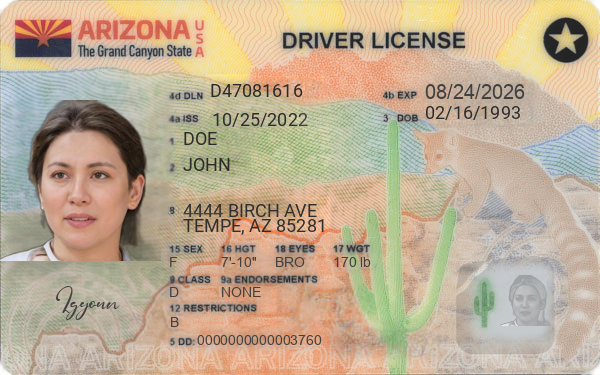 ARIZONA USA
The Grand Canyon State
DRIVER LICENSE
4d DLN D47081616
4b EXP 08/24/2026
4a ISS 10/25/2022
3 DOB 02/16/1993
1 DOE
2 JOHN
8 4444 BIRCH AVE
TEMPE, AZ 85281
15 SEX 16 HGT 18 EYES 17 WGT
F 7'-10" BRO 170 lb
9 CLASS 9a ENDORSEMENTS
D NONE
12 RESTRICTIONS
B
5 DD: 0000000000003760
ARIZONA ARIZONA ARIZONA ARIZONA